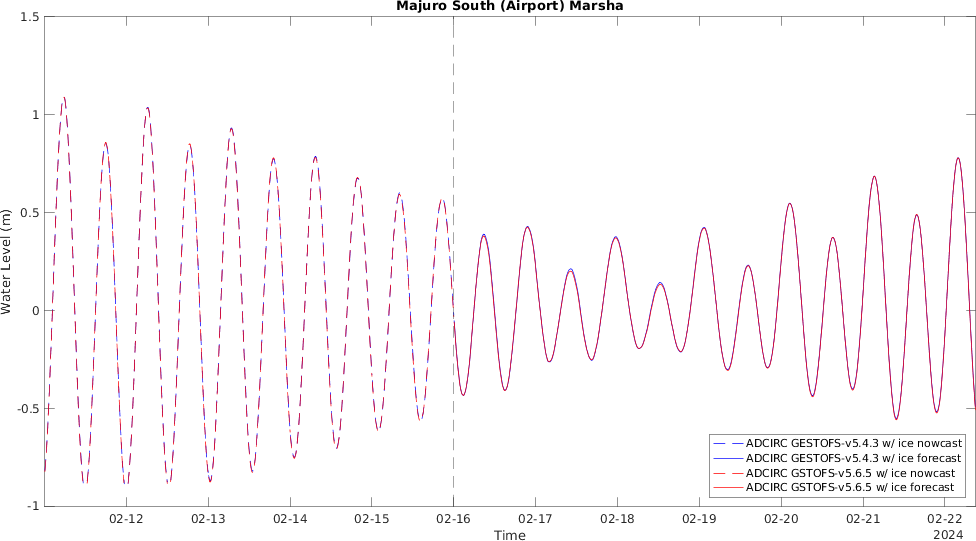 Majuro South (Airport) Marsha
1.5
1
0.5
0
-0.5
-1
Water Level (m)
02-12 02-13 02-14 02-15 02-16 02-17 02-18 02-19 02-20 02-21 02-22
2024
Time
ADCIRC GESTOFS-v5.4.3 w/ ice nowcast
ADCIRC GESTOFS-v5.4.3 w/ ice forecast
ADCIRC GSTOFS-v5.6.5 w/ ice nowcast
ADCIRC GSTOFS-v5.6.5 w/ ice forecast